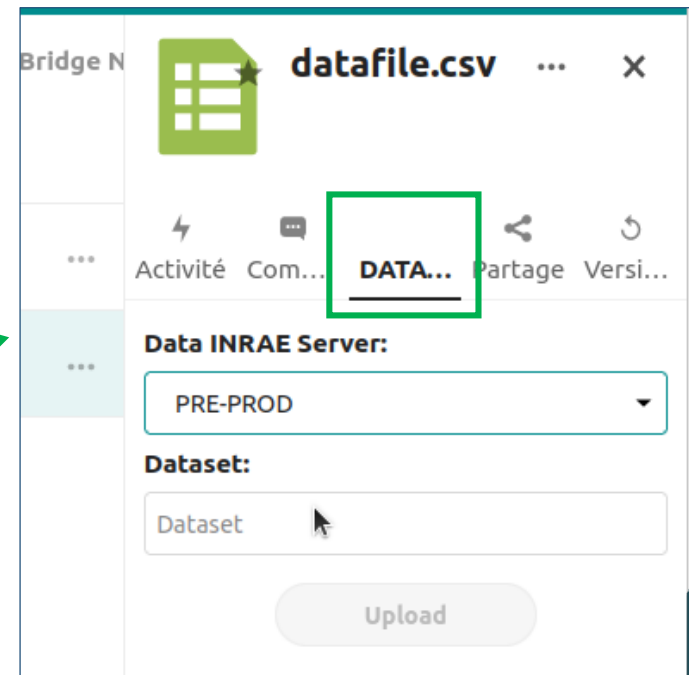 Bridge N
datafile.csv ...
Activité Com... DATA... Partage Versi...
Data INRAE Server:
PRE-PROD
Dataset:
Dataset
Upload